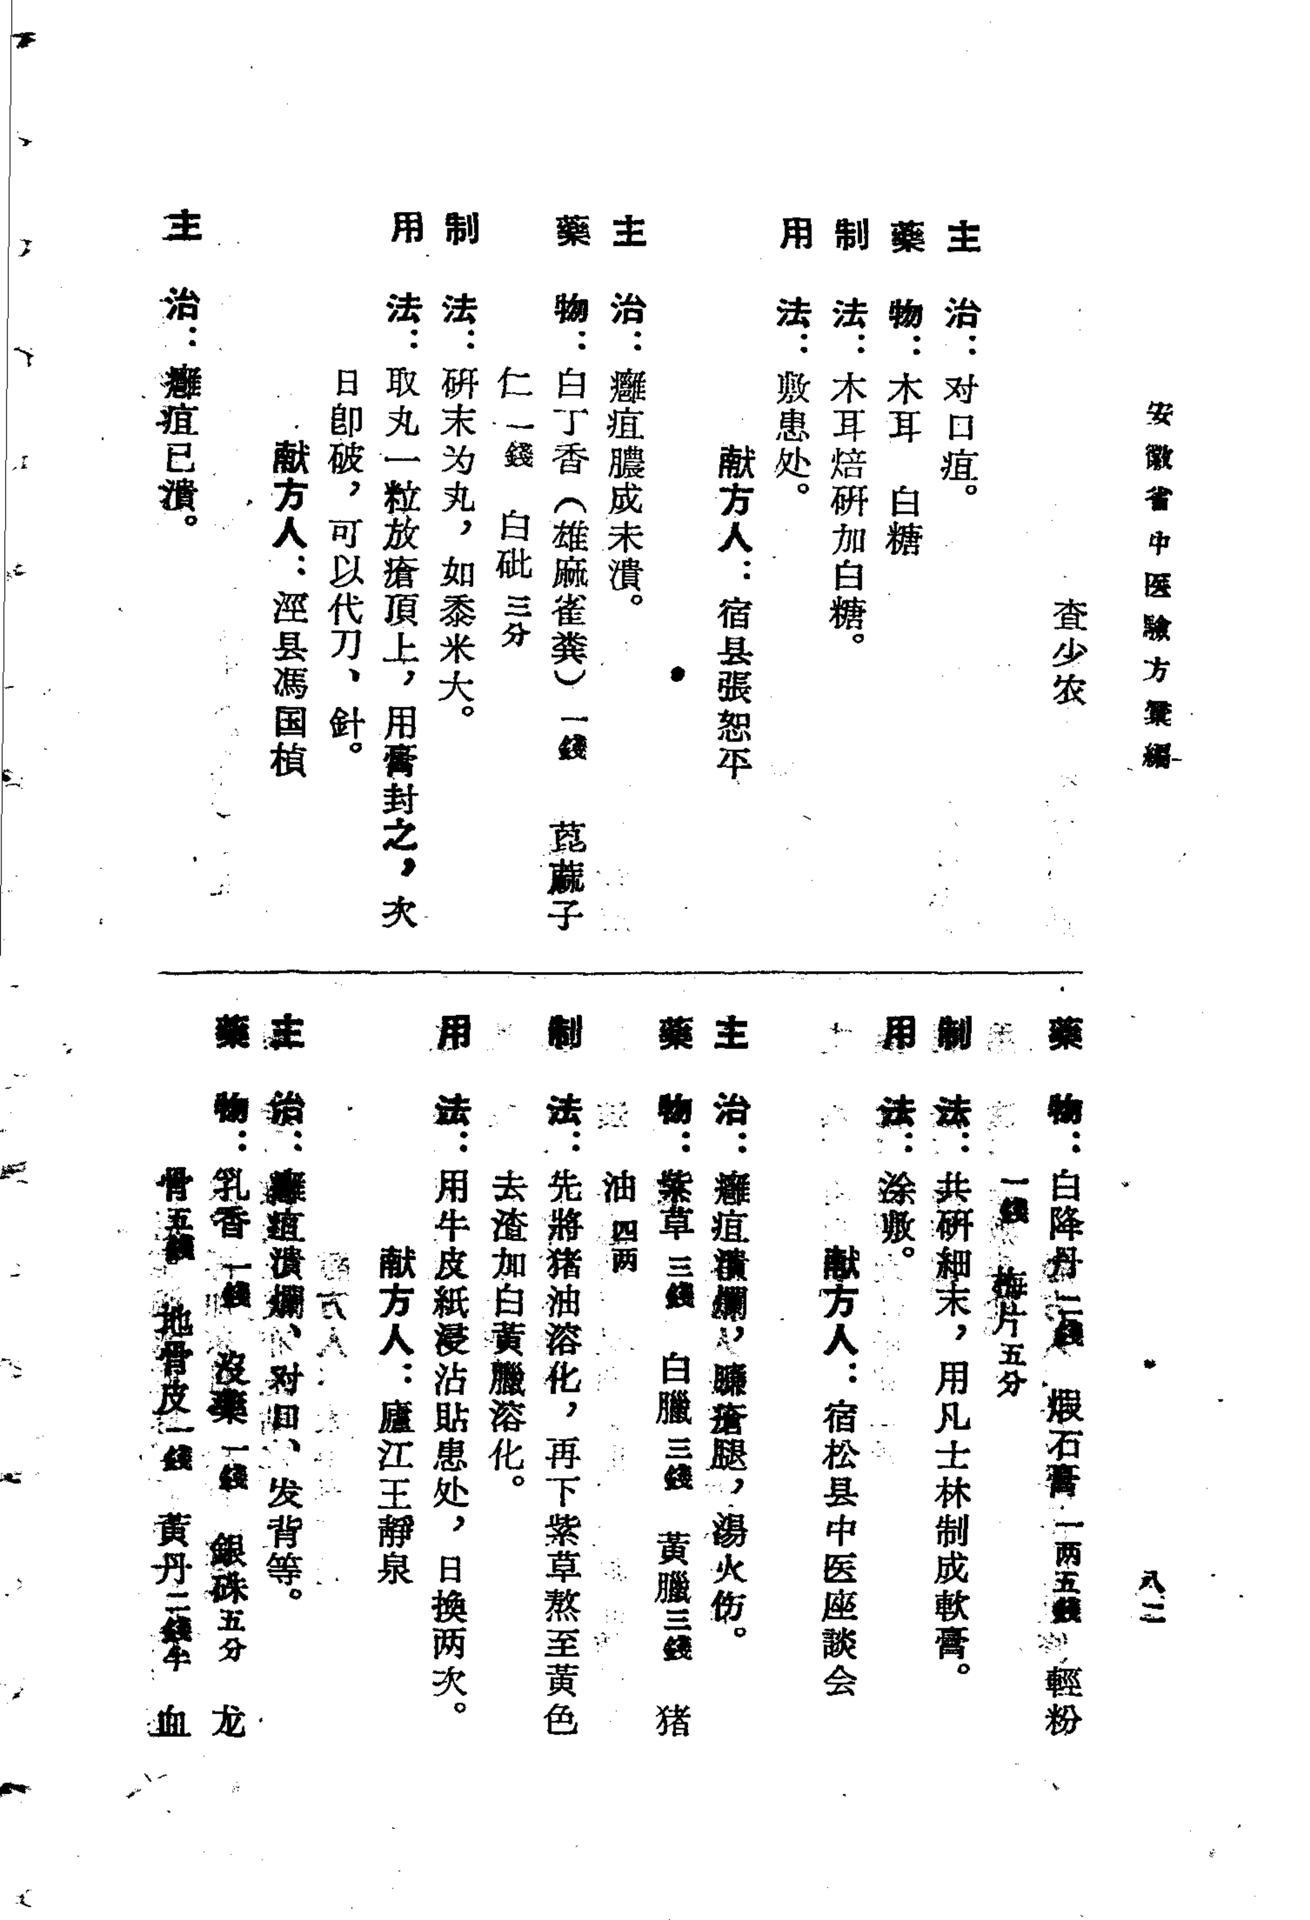 安徽省中医驗方彙編
八二
査少农
主治：对口疽。
藥物：木耳　白糖
制法：木耳焙研加白糖。
用法：敷患处。
献方人：宿县張恕平
主治：癰疽膿成未潰。
藥物：白丁香（雄麻雀粪）一錢　萞蔴子
仁一錢　白砒三分
制法：研末为丸，如黍米大。
用法：取丸一粒放瘡頂上，用膏封之，次
日卽破，可以代刀、針。
献方人：涇县馮国楨
主治：癰疽已潰。
藥物：白降丹二錢　煅石膏一两五錢　輕粉
一錢　梅片五分
制法：共研細末，用凡士林制成軟膏。
用法：涂敷。
献方人：宿松县中医座談会
主治：癰疽潰爛，臁瘡腿，湯火伤。
藥物：紫草三錢　白臘三錢　黃臘三錢　猪
油四两
制法：先將猪油溶化，再下紫草熬至黃色
去渣加白黃臘溶化。
用法：用牛皮紙浸沾貼患处，日換两次。
献方人：廬江王靜泉
主治：癰疽潰爛、对口、发背等。
藥物：乳香一錢　沒藥一錢　銀硃五分　龙
骨五錢　地骨皮一錢　黃丹二錢半　血